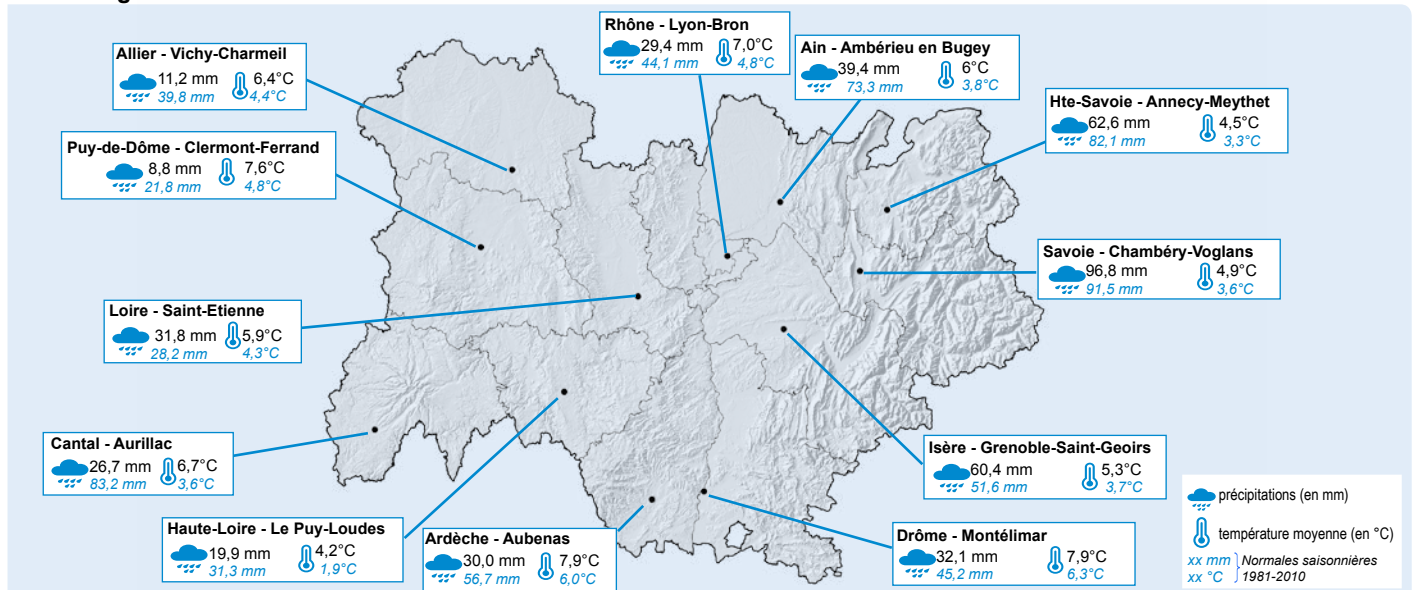 Rhône - Lyon-Bron
29,4 mm 7,0°C
44,1 mm 4,8°C
Allier - Vichy-Charmeil
11,2 mm 6,4°C
39,8 mm 4,4°C
Ain - Ambérieu en Bugey
39,4 mm 6°C
73,3 mm 3,8°C
Hte-Savoie - Annecy-Meythet
62,6 mm 4,5°C
82,1 mm 3,3°C
Puy-de-Dôme - Clermont-Ferrand
8,8 mm 7,6°C
21,8 mm 4,8°C
Savoie - Chambéry-Voglans
96,8 mm 4,9°C
91,5 mm 3,6°C
Loire - Saint-Etienne
31,8 mm 5,9°C
28,2 mm 4,3°C
Cantal - Aurillac
26,7 mm 6,7°C
83,2 mm 3,6°C
Isère - Grenoble-Saint-Geoirs
60,4 mm 5,3°C
51,6 mm 3,7°C
Haute-Loire - Le Puy-Loudes
19,9 mm 4,2°C
31,3 mm 1,9°C
Ardèche - Aubenas
30,0 mm 7,9°C
56,7 mm 6,0°C
Drôme - Montélimar
32,1 mm 7,9°C
45,2 mm 6,3°C
précipitations (en mm)
température moyenne (en °C)
xx mm Normales saisonnières
xx °C 1981-2010